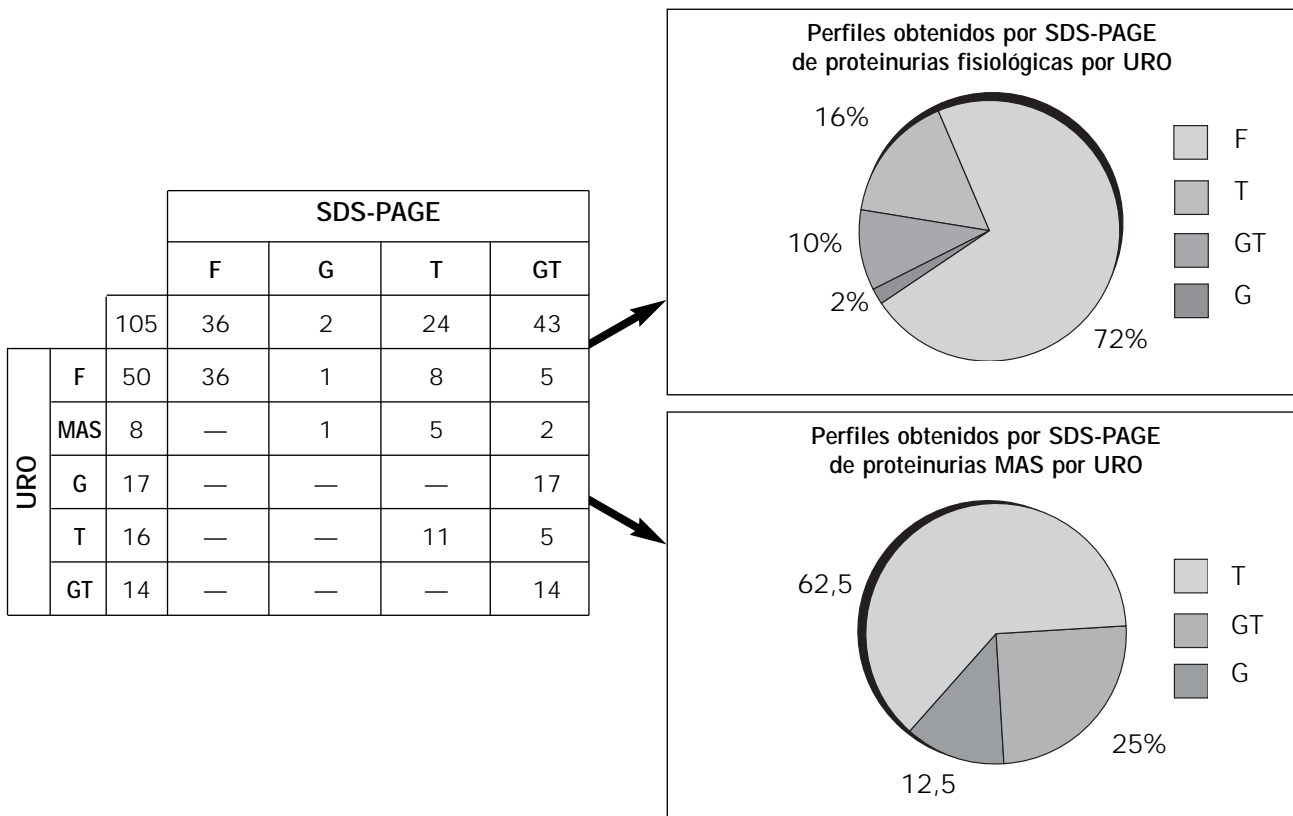 SDS-PAGE
F G T GT
105 36 2 24 43
URO
F 50 36 1 8 5
MAS 8 — 1 5 2
G 17 — — — 17
T 16 — — 11 5
GT 14 — — — 14
Perfiles obtenidos por SDS-PAGE
de proteinurias fisiológicas por URO
16%
10%
2%
72%
F
T
GT
G
Perfiles obtenidos por SDS-PAGE
de proteinurias MAS por URO
62,5
12,5
25%
T
GT
G